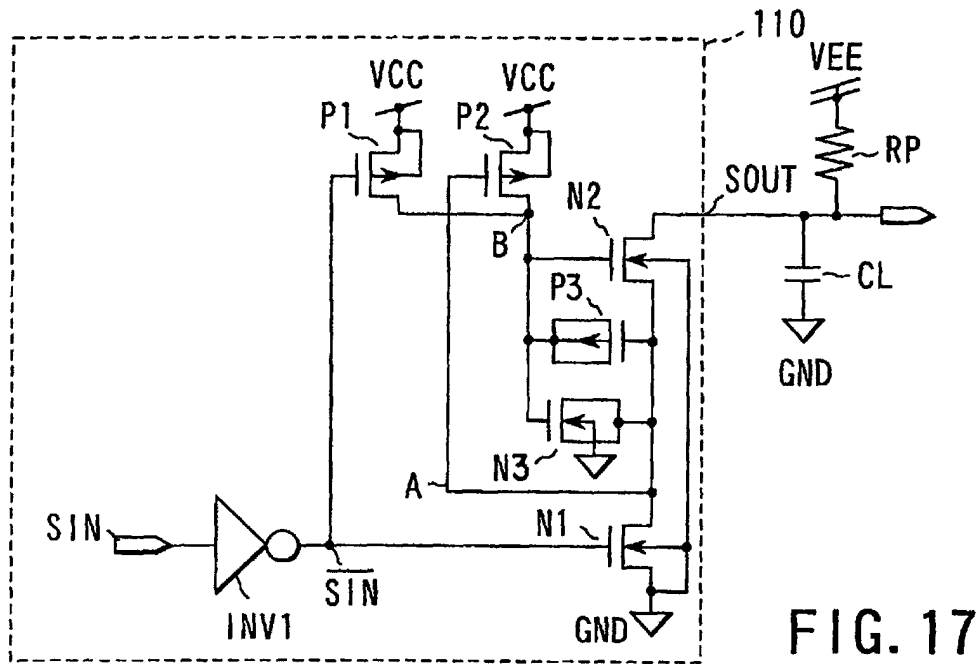 110
VEE
VCC
VCC
P1
P2
RP
SOUT
N2
B
P3
CL
GND
N3
A
SIN
N1
SIN
INV1
GND
FIG. 17